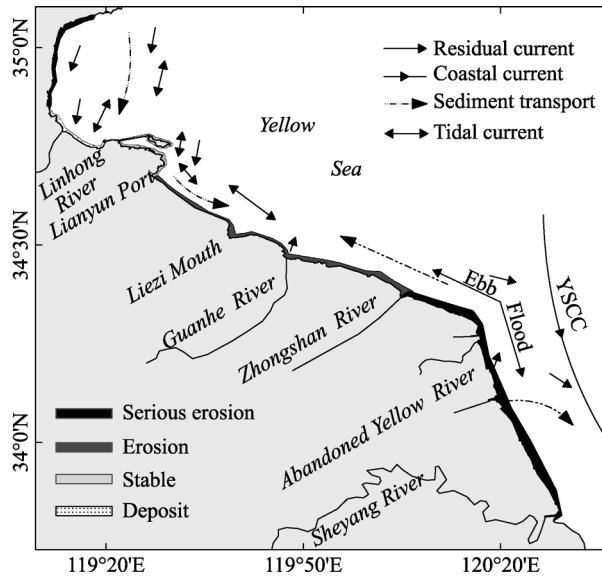 35°0'N
34°30'N
34°0'N
119°20'E
119°50'E
120°20'E
Residual current
Coastal current
Sediment transport
Tidal current
Yellow
Sea
Linhong
River
Lianyun Port
Liezi Mouth
Guanhe River
Zhongshan River
Abandoned Yellow River
Sheyang River
Ebb
Flood
YSCC
Serious erosion
Erosion
Stable
Deposit